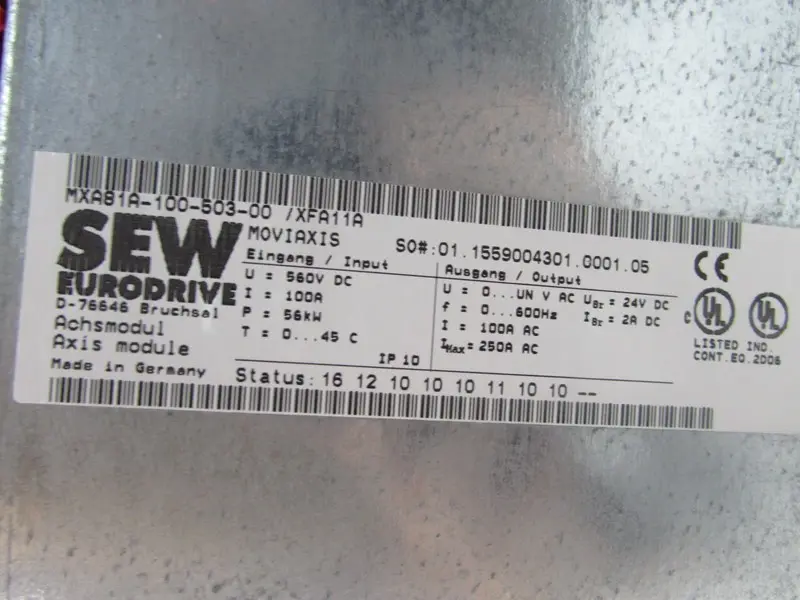 MXA81A-100-503-00 /XFA11A
SEW
EURODRIVE
D-76646 Bruchsal
Achsmodul
Axis module
Made in Germany
MOVIAXIS
SO#:01.1559004301.0001.05
Eingang / Input
U = 560V DC
I = 100A
P = 56kW
T = 0...45 C
IP 10
Ausgang / Output
U = 0...UN V AC UBr = 24V DC
f = 0...600Hz IBr = 2A DC
I = 100A AC
IMax = 250A AC
Status: 16 12 10 10 10 11 10 10 --
CE
c UL UL
LISTED IND.
CONT.EQ.2D06